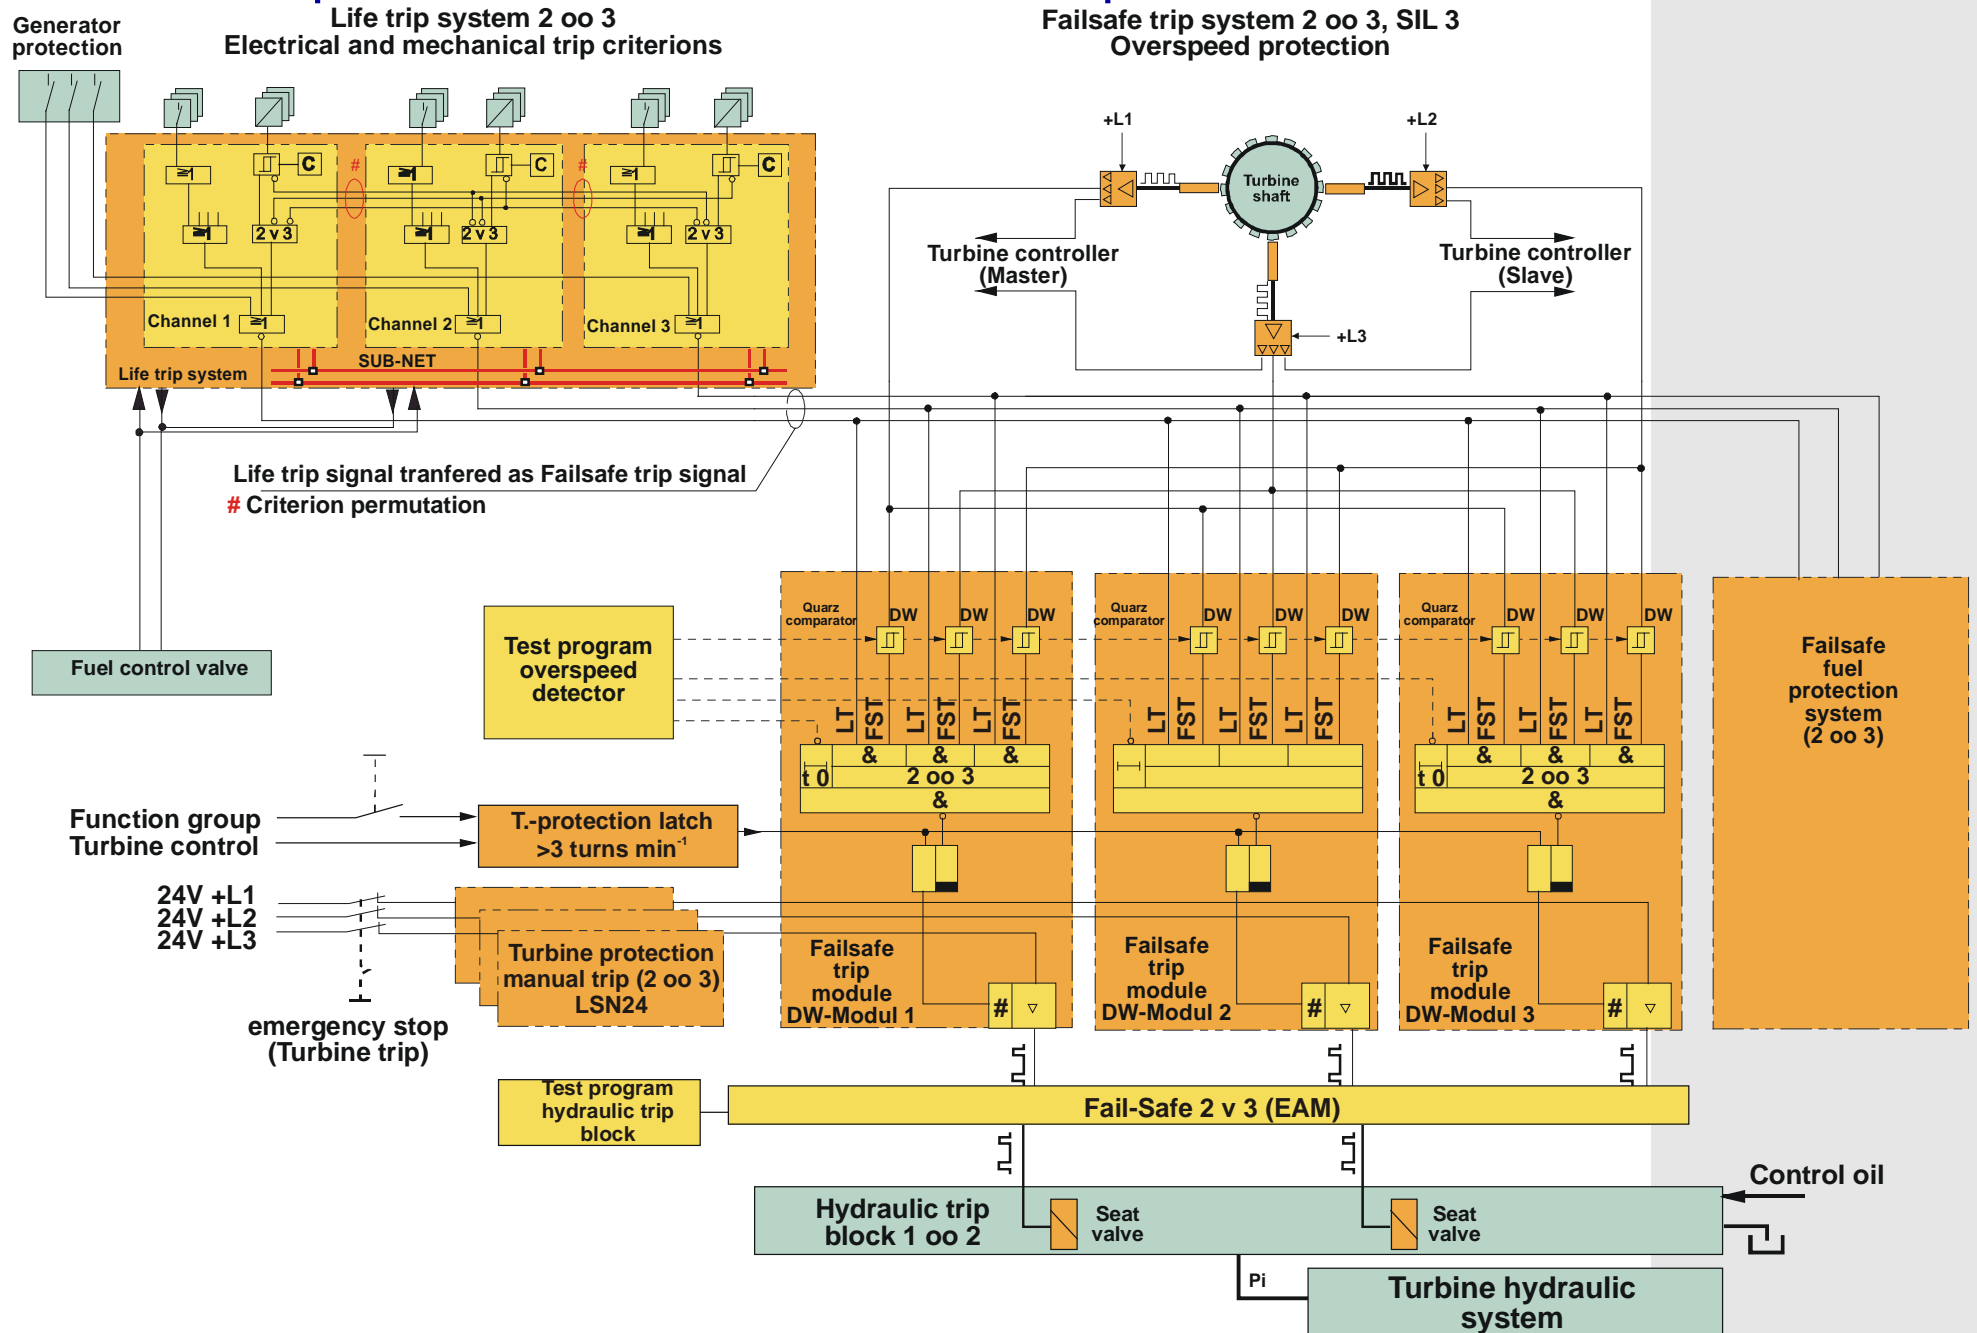 Life trip system 2 oo 3
Electrical and mechanical trip criterions
Failsafe trip system 2 oo 3, SIL 3
Overspeed protection
Generator
protection
C
C
C
#
#
≥1
≥1
≥1
≥1
2 v 3
≥1
2 v 3
≥1
2 v 3
Channel 1
≥1
Channel 2
≥1
Channel 3
≥1
SUB-NET
Life trip system
+L1
+L2
Turbine
shaft
Turbine controller
(Master)
Turbine controller
(Slave)
+L3
Life trip signal tranfered as Failsafe trip signal
# Criterion permutation
Fuel control valve
Test program
overspeed
detector
Quarz
comparator
DW
DW
DW
Quarz
comparator
DW
DW
DW
Quarz
comparator
DW
DW
DW
LT
FST
LT
FST
LT
FST
LT
FST
LT
FST
LT
FST
LT
FST
LT
FST
LT
FST
& & &
t 0
2 oo 3
&
& & &
t 0
2 oo 3
&
Failsafe
fuel
protection
system
(2 oo 3)
Function group
Turbine control
T.-protection latch
>3 turns min-1
24V +L1
24V +L2
24V +L3
Turbine protection
manual trip (2 oo 3)
LSN24
emergency stop
(Turbine trip)
Failsafe
trip
module
DW-Modul 1
#
Failsafe
trip
module
DW-Modul 2
#
Failsafe
trip
module
DW-Modul 3
#
Test program
hydraulic trip
block
Fail-Safe 2 v 3 (EAM)
Control oil
Hydraulic trip
block 1 oo 2
Seat
valve
Seat
valve
Pi
Turbine hydraulic
system